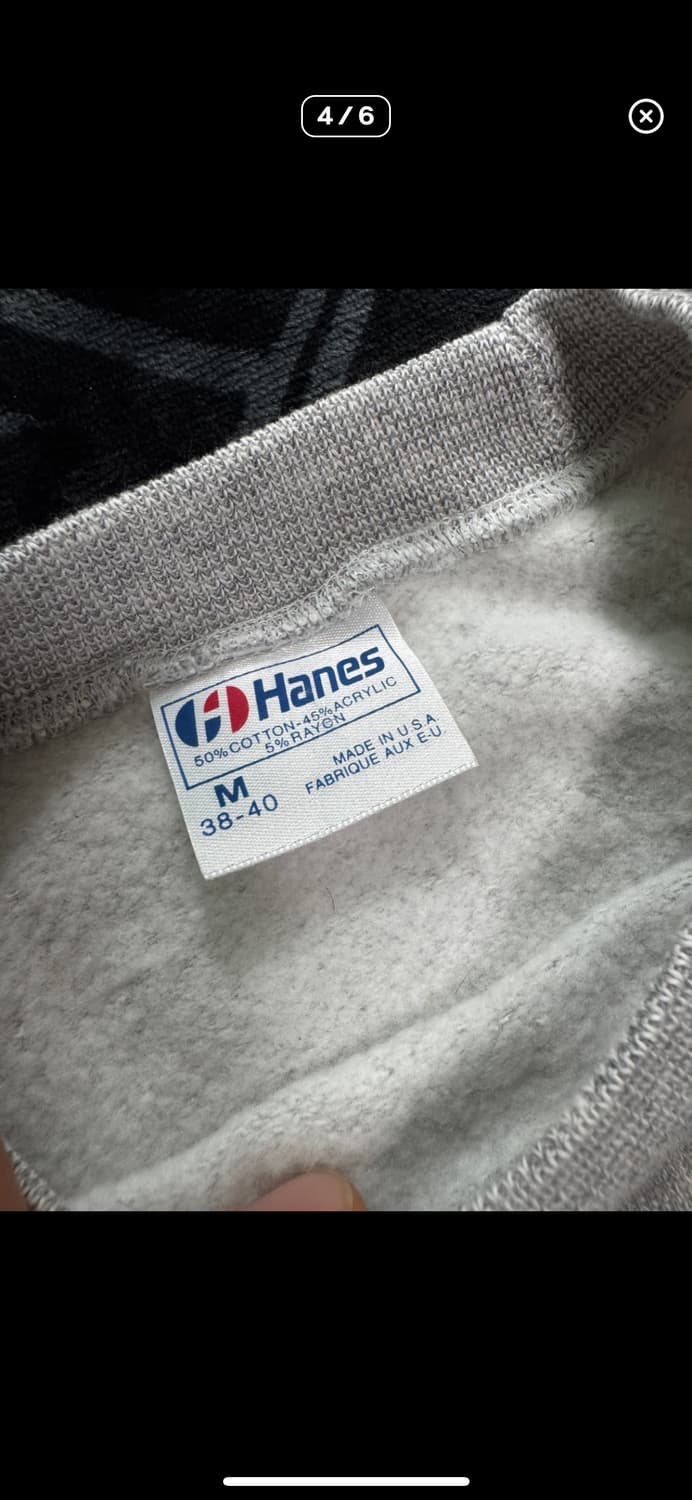 4/6
Hanes
50%COTTON-45%ACRYLIC
5%RAYON
M
38-40
MADE IN U.S.A.
FABRIQUE AUX E-U